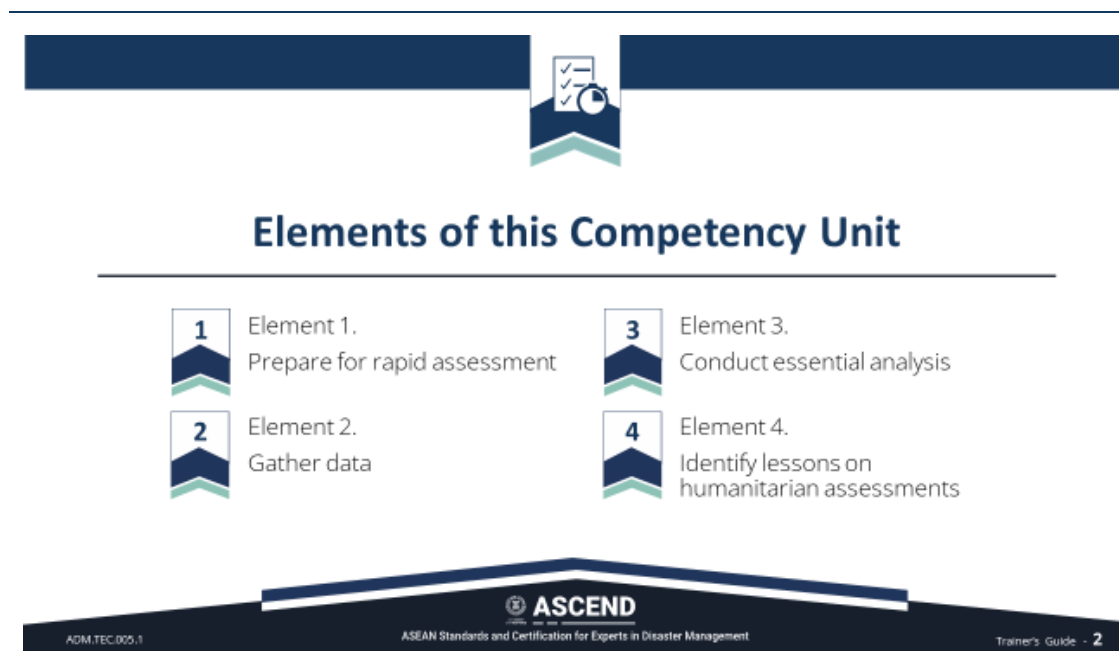 Elements of this Competency Unit
1
Element 1.
Prepare for rapid assessment
2
Element 2.
Gather data
3
Element 3.
Conduct essential analysis
4
Element 4.
Identify lessons on
humanitarian assessments
ASCEND
ASEAN Standards and Certification for Experts in Disaster Management
ADM.TEC.005.1
Trainer's Guide - 2